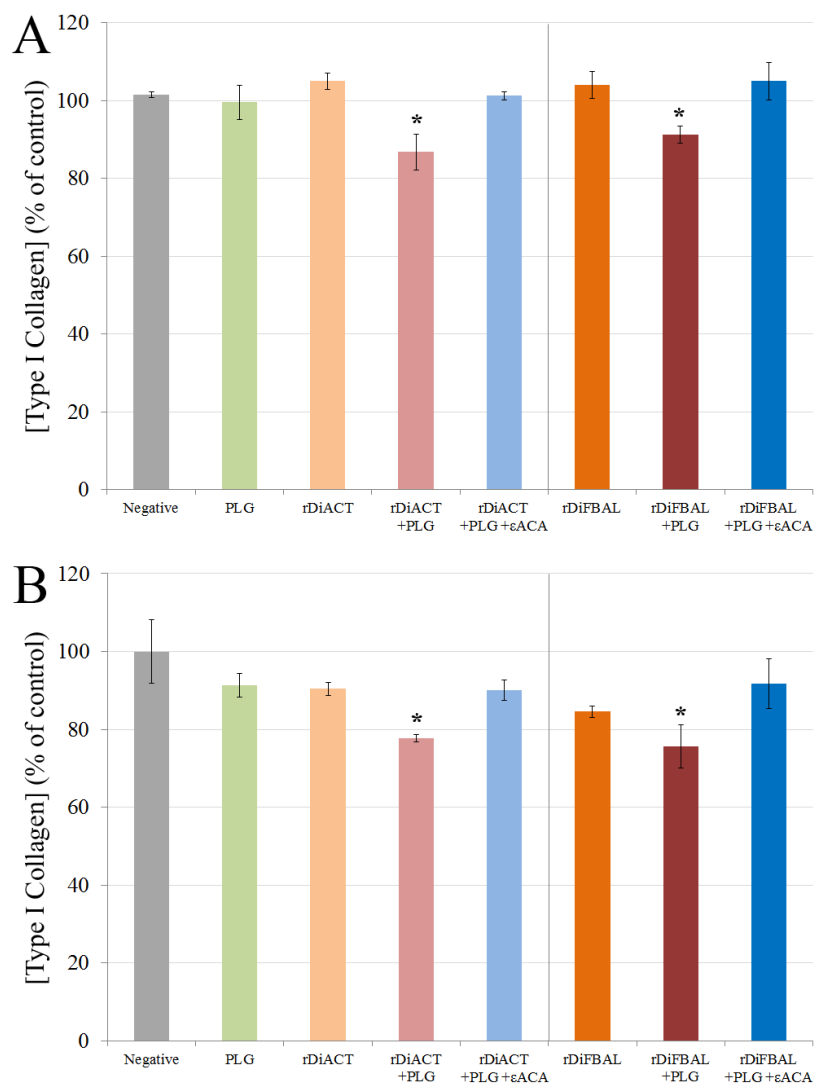 A
[Type I Collagen] (% of control)
120
100
80
60
40
20
0
*
*
Negative
PLG
rDiACT
rDiACT
+PLG
rDiACT
+PLG +εACA
rDiFBAL
rDiFBAL
+PLG
rDiFBAL
+PLG +εACA
B
[Type I Collagen] (% of control)
120
100
80
60
40
20
0
*
*
Negative
PLG
rDiACT
rDiACT
+PLG
rDiACT
+PLG +εACA
rDiFBAL
rDiFBAL
+PLG
rDiFBAL
+PLG +εACA